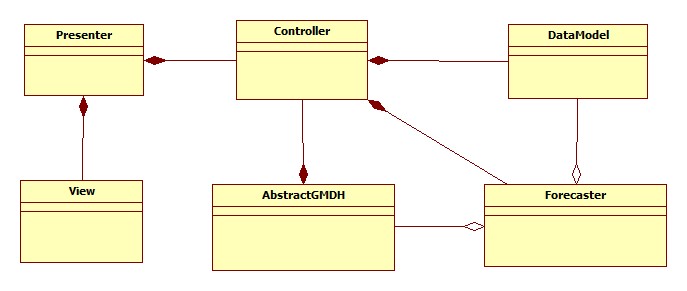 Presenter
Controller
DataModel
View
AbstractGMDH
Forecaster